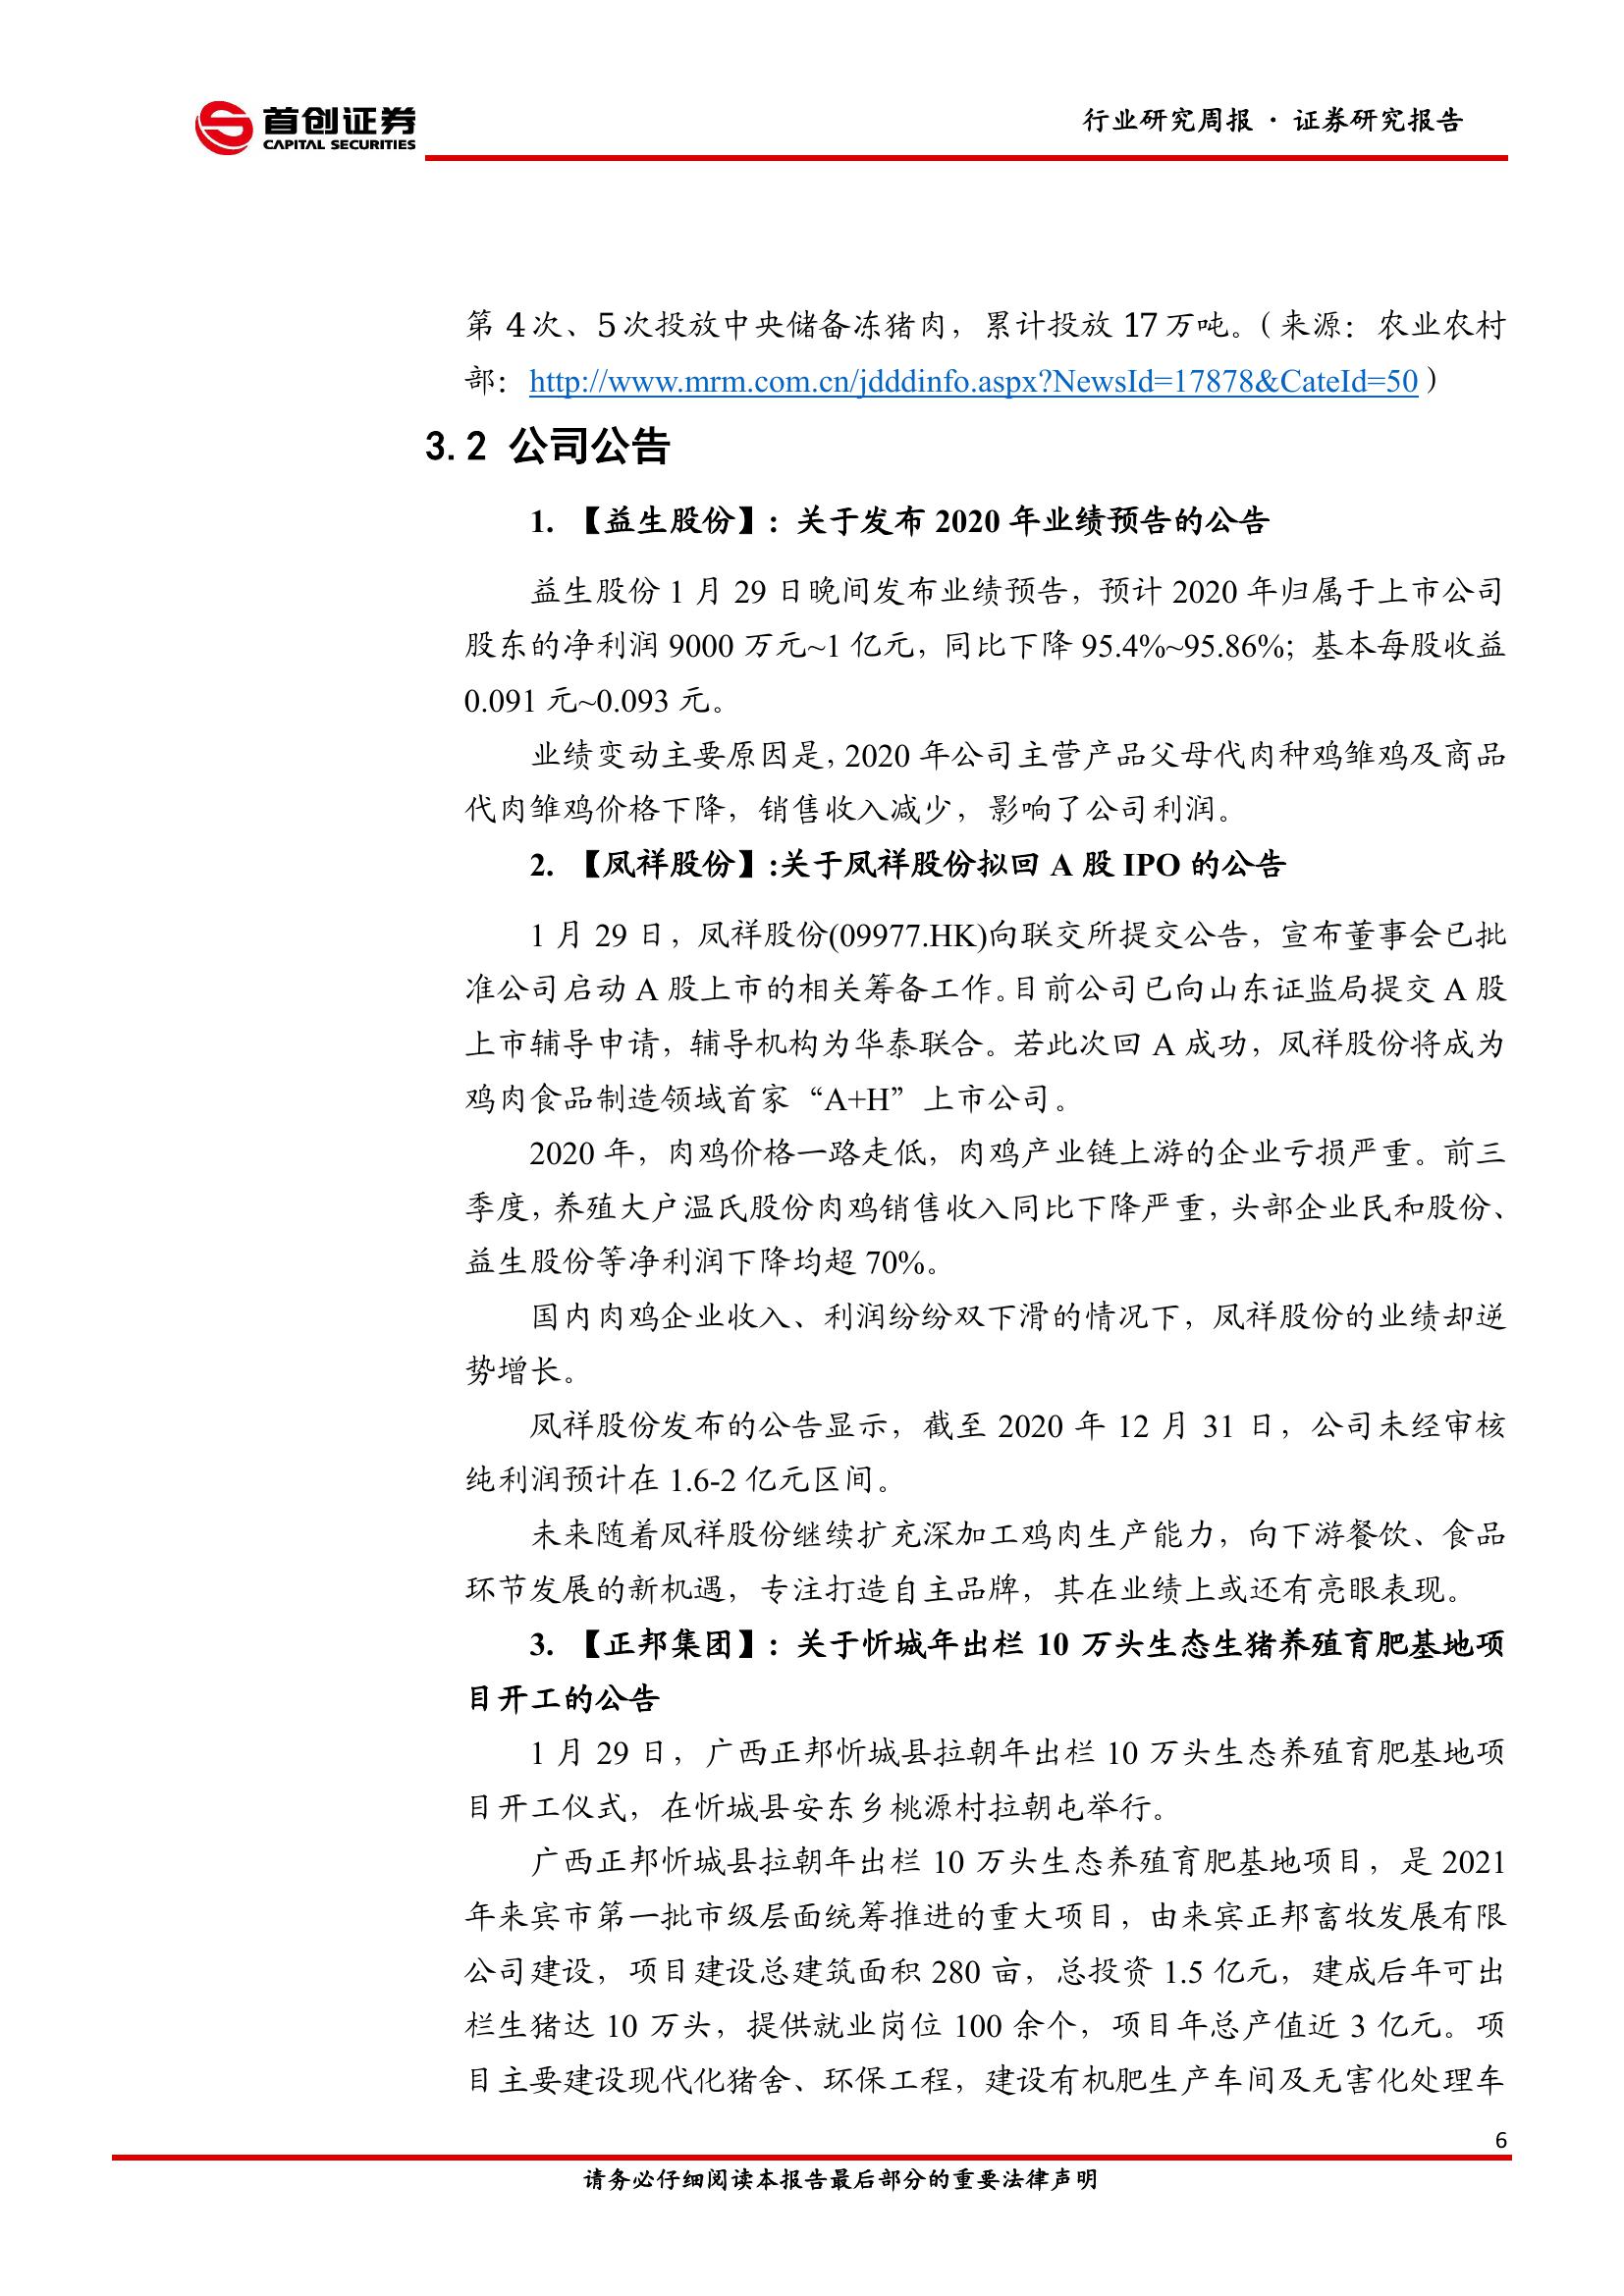 首创证券
CAPITAL SECURITIES
行业研究周报 · 证券研究报告
第 4 次、5 次投放中央储备冻猪肉，累计投放 17 万吨。（来源：农业农村
部：http://www.mrm.com.cn/jdddinfo.aspx?NewsId=17878&CateId=50）
3.2 公司公告
1. 【益生股份】：关于发布 2020 年业绩预告的公告
益生股份 1 月 29 日晚间发布业绩预告，预计 2020 年归属于上市公司
股东的净利润 9000 万元~1 亿元，同比下降 95.4%~95.86%；基本每股收益
0.091 元~0.093 元。
业绩变动主要原因是，2020 年公司主营产品父母代肉种鸡雏鸡及商品
代肉雏鸡价格下降，销售收入减少，影响了公司利润。
2. 【凤祥股份】:关于凤祥股份拟回 A 股 IPO 的公告
1 月 29 日，凤祥股份(09977.HK)向联交所提交公告，宣布董事会已批
准公司启动 A 股上市的相关筹备工作。目前公司已向山东证监局提交 A 股
上市辅导申请，辅导机构为华泰联合。若此次回 A 成功，凤祥股份将成为
鸡肉食品制造领域首家“A+H”上市公司。
2020 年，肉鸡价格一路走低，肉鸡产业链上游的企业亏损严重。前三
季度，养殖大户温氏股份肉鸡销售收入同比下降严重，头部企业民和股份、
益生股份等净利润下降均超 70%。
国内肉鸡企业收入、利润纷纷双下滑的情况下，凤祥股份的业绩却逆
势增长。
凤祥股份发布的公告显示，截至 2020 年 12 月 31 日，公司未经审核
纯利润预计在 1.6-2 亿元区间。
未来随着凤祥股份继续扩充深加工鸡肉生产能力，向下游餐饮、食品
环节发展的新机遇，专注打造自主品牌，其在业绩上或还有亮眼表现。
3. 【正邦集团】：关于忻城年出栏 10 万头生态生猪养殖育肥基地项
目开工的公告
1 月 29 日，广西正邦忻城县拉朝年出栏 10 万头生态养殖育肥基地项
目开工仪式，在忻城县安东乡桃源村拉朝屯举行。
广西正邦忻城县拉朝年出栏 10 万头生态养殖育肥基地项目，是 2021
年来宾市第一批市级层面统筹推进的重大项目，由来宾正邦畜牧发展有限
公司建设，项目建设总建筑面积 280 亩，总投资 1.5 亿元，建成后年可出
栏生猪达 10 万头，提供就业岗位 100 余个，项目年总产值近 3 亿元。项
目主要建设现代化猪舍、环保工程，建设有机肥生产车间及无害化处理车
6
请务必仔细阅读本报告最后部分的重要法律声明